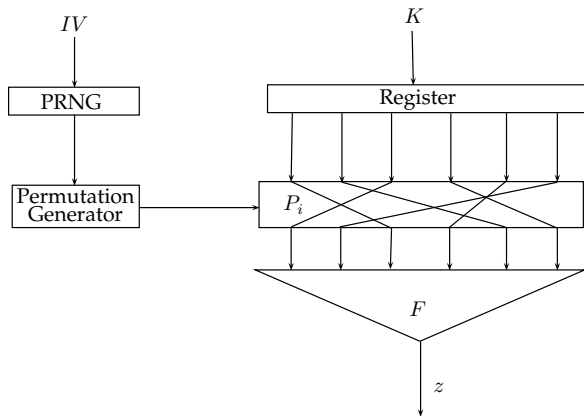 IV
K
PRNG
Register
Permutation
Generator
P_i
F
z